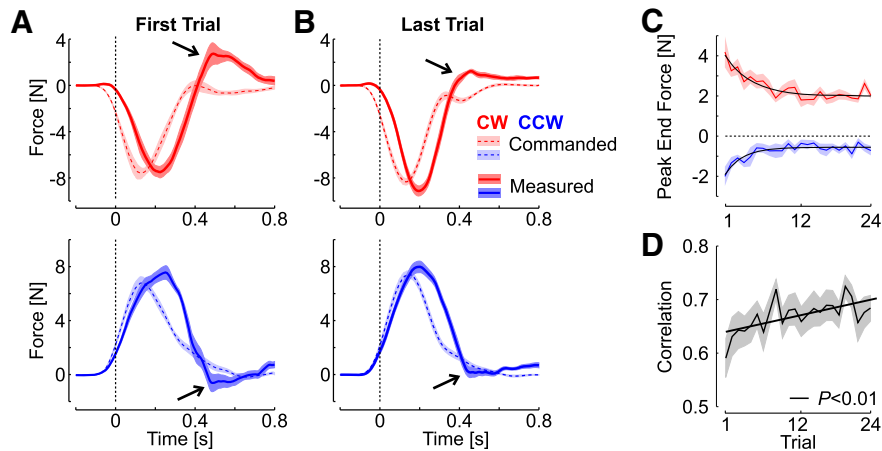 A
First Trial
B
Last Trial
C
Force [N]
4
0
-4
-8
0
0.4
0.8
4
0
-4
-8
0
0.4
0.8
CW CCW
Commanded
Measured
Peak End Force [N]
4
2
0
-2
1
12
24
Force [N]
8
4
0
0
0.4
0.8
Time [s]
8
4
0
0
0.4
0.8
Time [s]
D
Correlation
0.8
0.7
0.6
0.5
P<0.01
1
12
24
Trial